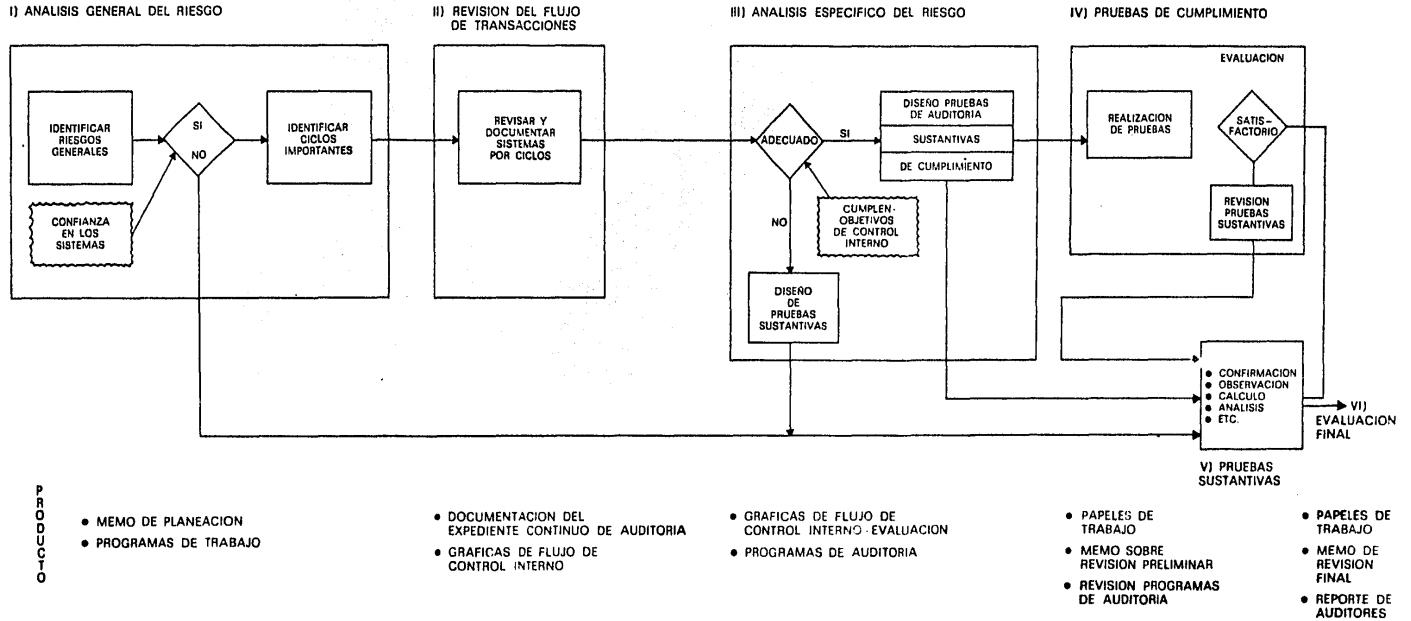 I) ANALISIS GENERAL DEL RIESGO
IDENTIFICAR
RIESGOS
GENERALES
SI
NO
IDENTIFICAR
CICLOS
IMPORTANTES
CONFIANZA
EN LOS
SISTEMAS
II) REVISION DEL FLUJO
DE TRANSACCIONES
REVISAR Y
DOCUMENTAR
SISTEMAS
POR CICLOS
III) ANALISIS ESPECIFICO DEL RIESGO
ADECUADO
SI
NO
DISEÑO PRUEBAS
DE AUDITORIA
SUSTANTIVAS
DE CUMPLIMIENTO
CUMPLEN-
OBJETIVOS
DE CONTROL
INTERNO
DISEÑO
DE
PRUEBAS
SUSTANTIVAS
IV) PRUEBAS DE CUMPLIMIENTO
EVALUACION
REALIZACION
DE PRUEBAS
SATIS-
FACTORIO
REVISION
PRUEBAS
SUSTANTIVAS
● CONFIRMACION
● OBSERVACION
● CALCULO
● ANALISIS
● ETC.
V) PRUEBAS
SUSTANTIVAS
VI)
EVALUACION
FINAL
PRODUCTO
● MEMO DE PLANEACION
● PROGRAMAS DE TRABAJO
● DOCUMENTACION DEL
EXPEDIENTE CONTINUO DE AUDITORIA
● GRAFICAS DE FLUJO DE
CONTROL INTERNO
● GRAFICAS DE FLUJO DE
CONTROL INTERNO-EVALUACION
● PROGRAMAS DE AUDITORIA
● PAPELES DE
TRABAJO
● MEMO SOBRE
REVISION PRELIMINAR
● REVISION PROGRAMAS
DE AUDITORIA
● PAPELES DE
TRABAJO
● MEMO DE
REVISION
FINAL
● REPORTE DE
AUDITORES